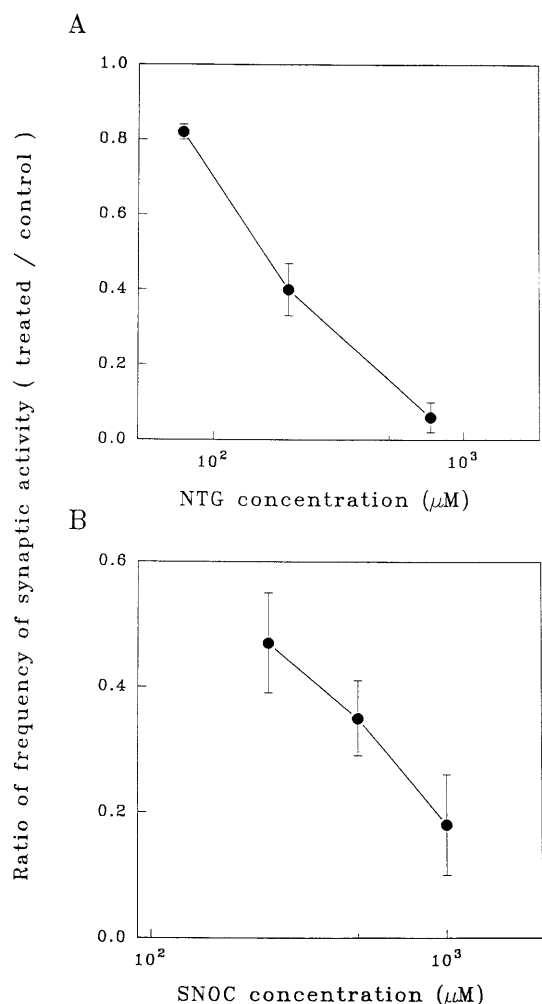 A
Ratio of frequency of synaptic activity ( treated / control )
1.0
0.8
0.6
0.4
0.2
0.0
10²
10³
NTG concentration (μM)
B
0.6
0.4
0.2
0.0
10²
10³
SNOC concentration (μM)